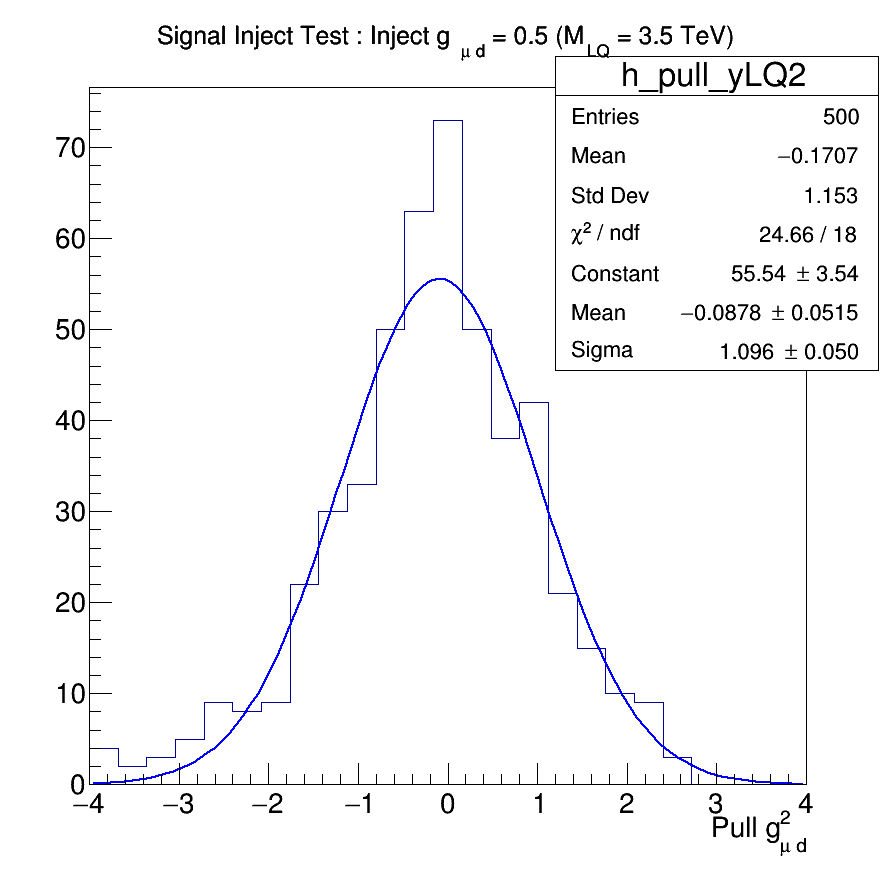 Signal Inject Test : Inject g μ d = 0.5 (M LQ = 3.5 TeV)
h_pull_yLQ2
Entries 500
Mean −0.1707
Std Dev 1.153
χ² / ndf 24.66 / 18
Constant 55.54 ± 3.54
Mean −0.0878 ± 0.0515
Sigma 1.096 ± 0.050
70
60
50
40
30
20
10
0
−4 −3 −2 −1 0 1 2 3 4
Pull g²μ d